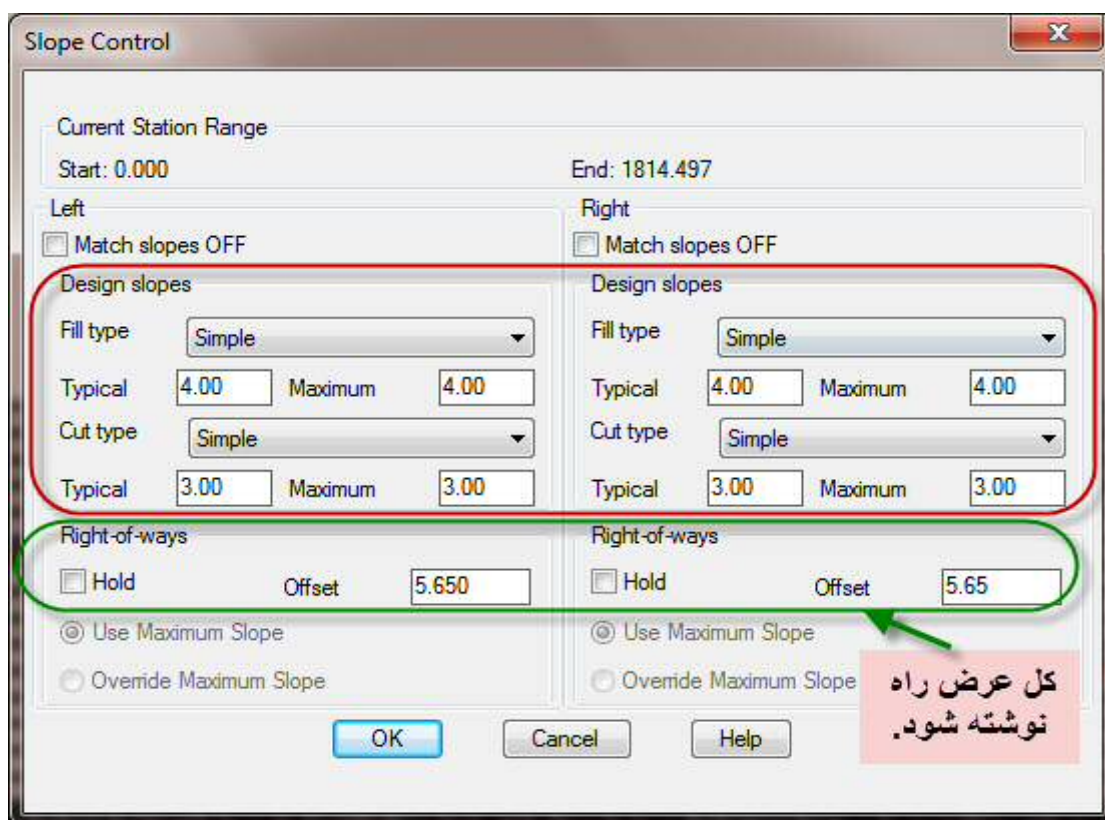 Slope Control
Current Station Range
Start: 0.000 End: 1814.497
Left Right
Match slopes OFF Match slopes OFF
Design slopes Design slopes
Fill type Simple Fill type Simple
Typical 4.00 Maximum 4.00 Typical 4.00 Maximum 4.00
Cut type Simple Cut type Simple
Typical 3.00 Maximum 3.00 Typical 3.00 Maximum 3.00
Right-of-ways Right-of-ways
Hold Offset 5.650 Hold Offset 5.65
Use Maximum Slope Use Maximum Slope
Override Maximum Slope Override Maximum Slope
کل عرض راه
نوشته شود.
OK Cancel Help